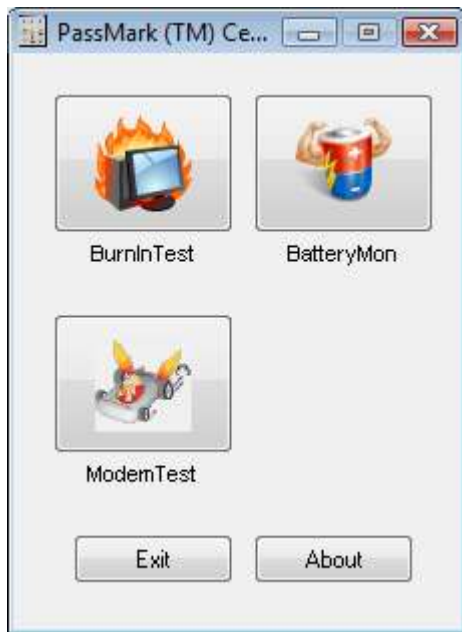 PassMark (TM) Ce...
BurnInTest
BatteryMon
ModemTest
Exit
About